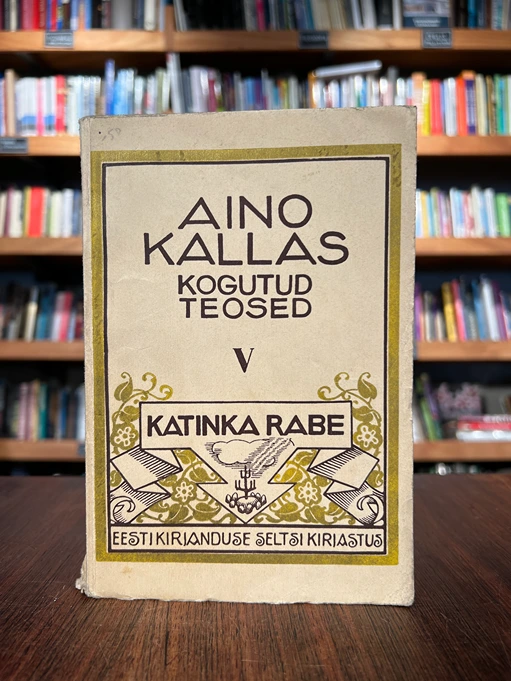 AINO
KALLAS
KOGUTUD
TEOSED
V
KATINKA RABE
EESTI KIRJANDUSE SELTSI KIRJASTUS